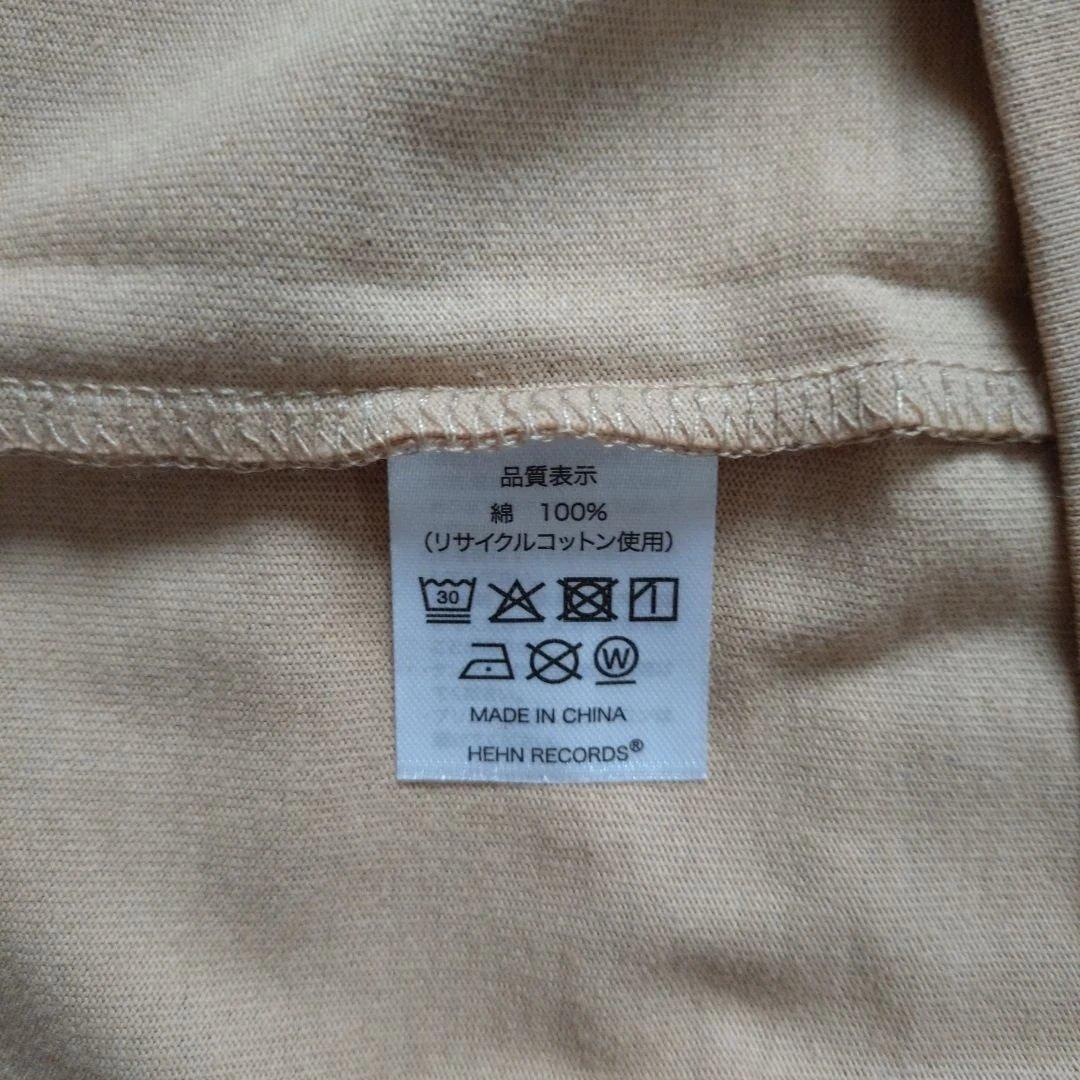 品質表示
綿 100%
(リサイクルコットン使用)
30
W
MADE IN CHINA
HEHN RECORDS®